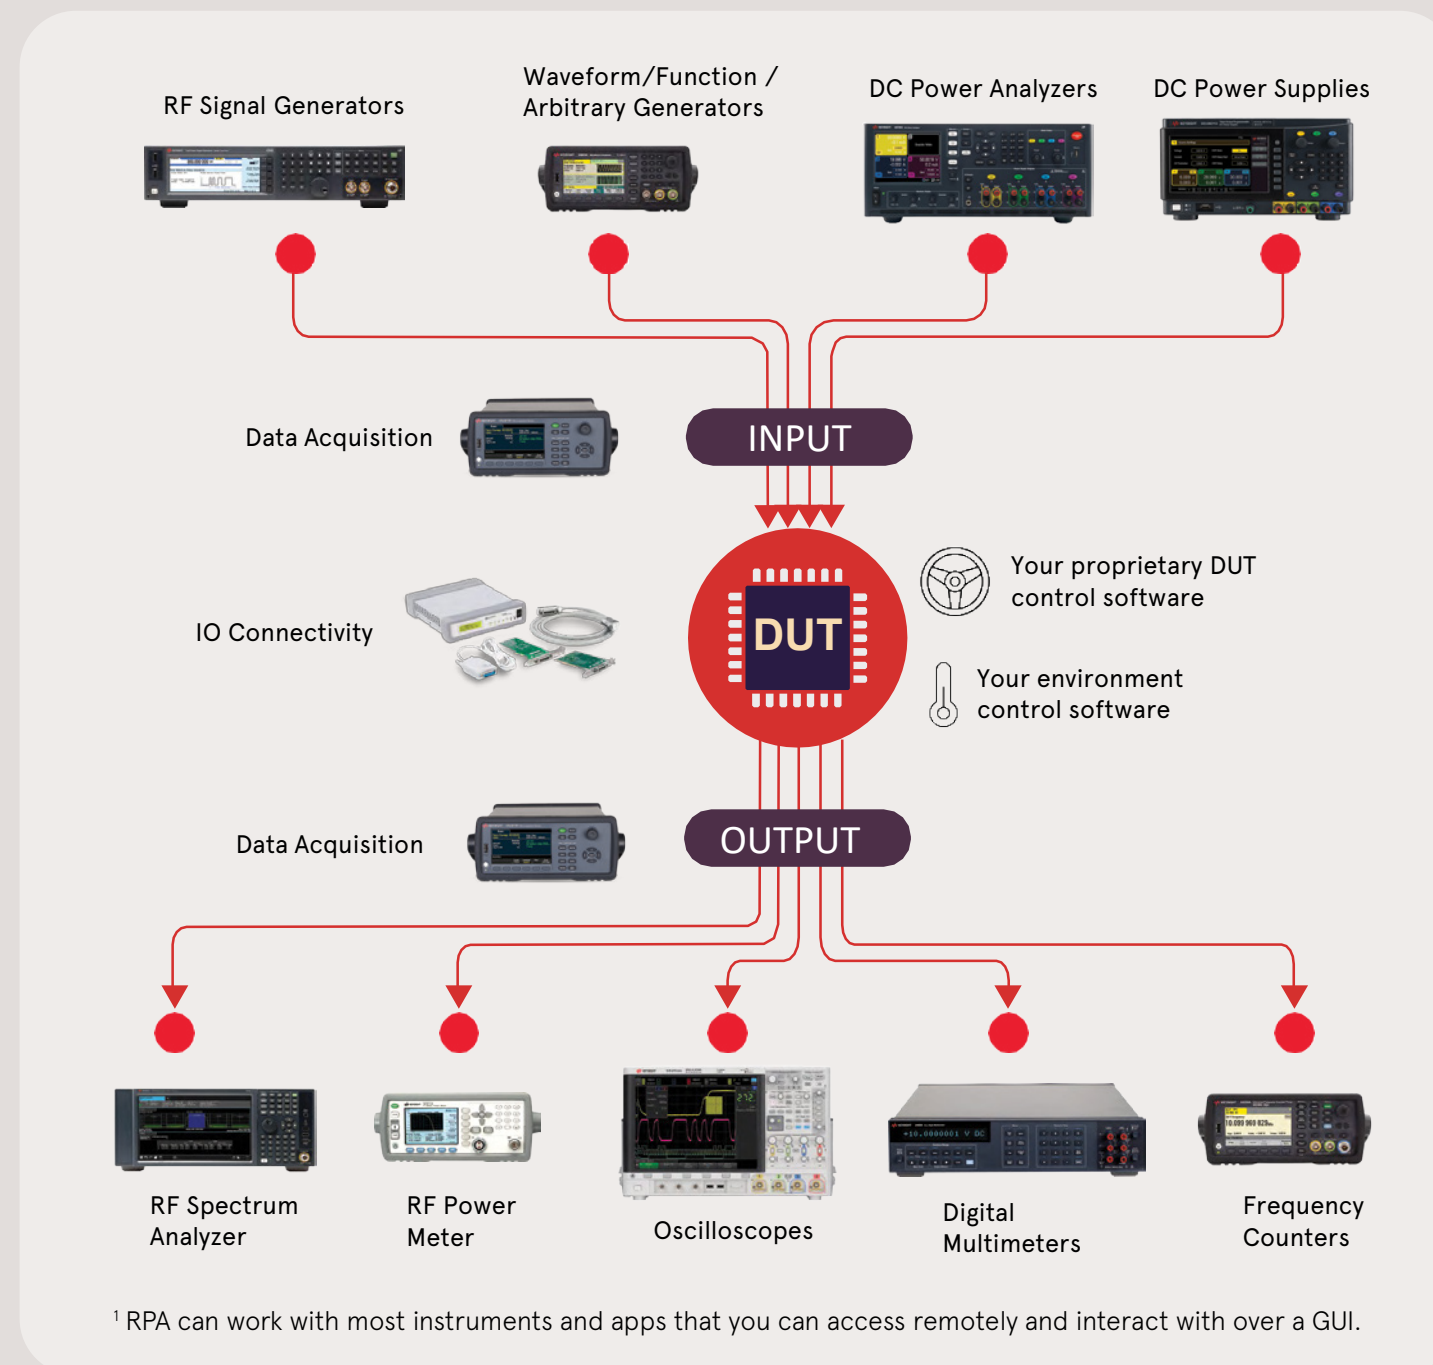 RF Signal Generators
Waveform/Function /
Arbitrary Generators
DC Power Analyzers
DC Power Supplies
Data Acquisition
INPUT
IO Connectivity
DUT
Your proprietary DUT
control software
Your environment
control software
Data Acquisition
OUTPUT
+10.0000001 V DC
RF Spectrum
Analyzer
RF Power
Meter
Oscilloscopes
Digital
Multimeters
Frequency
Counters
¹ RPA can work with most instruments and apps that you can access remotely and interact with over a GUI.